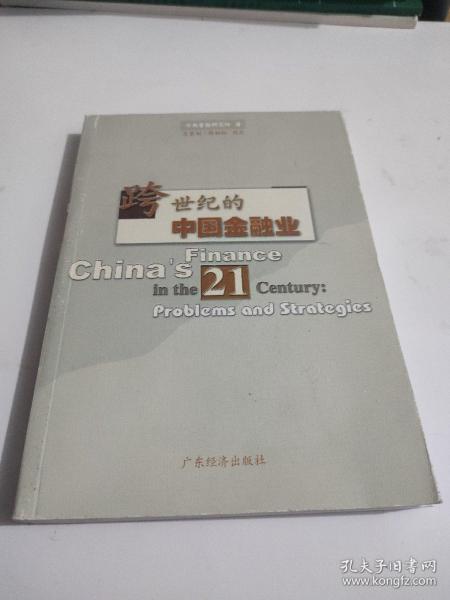 跨世纪的
中国金融业
China's Finance
in the 21 Century:
Problems and Strategies
广东经济出版社
孔夫子旧书网
www.kongfz.com